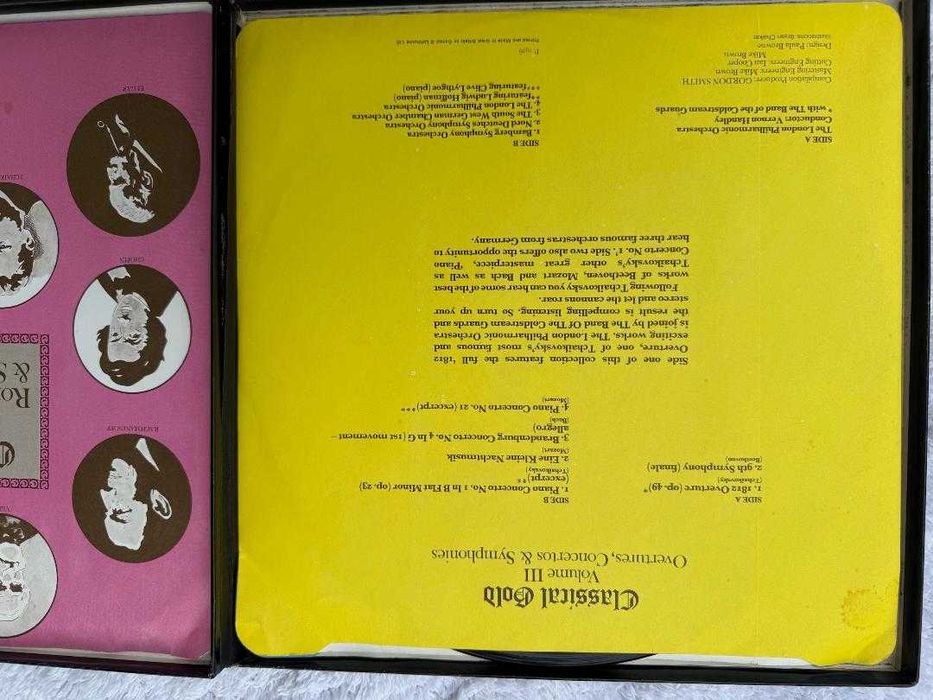 Classical Gold
Volume III
Overtures, Concertos & Symphonies
SIDE A
1. 1812 Overture (op. 49)*
(Tchaikovsky)
2. 9th Symphony (finale)
(Beethoven)
SIDE B
1. Piano Concerto No. 1 In B Flat Minor (op. 23)
(excerpt)**
(Tchaikovsky)
2. Eine Kleine Nachtmusik
(Mozart)
3. Brandenburg Concerto No. 4 In G (1st movement –
allegro)
(Bach)
4. Piano Concerto No. 21 (excerpt)***
(Mozart)
Side one of this collection features the full '1812
Overture, one of Tchaikovsky's most famous and
exciting works. The London Philharmonic Orchestra
is joined by The Band Of The Coldstream Guards and
the result is compelling listening. So turn up your
stereo and let the cannons roar.
Following Tchaikovsky you can hear some of the best
works of Beethoven, Mozart and Bach as well as
Tchaikovsky's other great masterpiece, 'Piano
Concerto No. 1'. Side two also offers the opportunity to
hear three famous orchestras from Germany.
SIDE A
The London Philharmonic Orchestra
Conductor: Vernon Handley
* with The Band of the Coldstream Guards
Compilation Producer: GORDON SMITH
Mastering Engineers: Mike Brown
Cutting Engineers: Ian Cooper
Mike Brown
Design: Paula Browne
Illustrations: Bryan
SIDE B
1. Bamberg Symphony Orchestra
2. Nord Deutsches Symphony Orchestra
3. The South West German Chamber Orchestra
4. The London Philharmonic Orchestra
**featuring Ludwig Hoffman (piano)
***featuring Clive Lythgoe (piano)
Printed and Made in Great Britain by Garrod & Lofthouse Ltd.
RACHMANINOFF
Ro
& S
CHOPIN
TCHAI
ELGAR